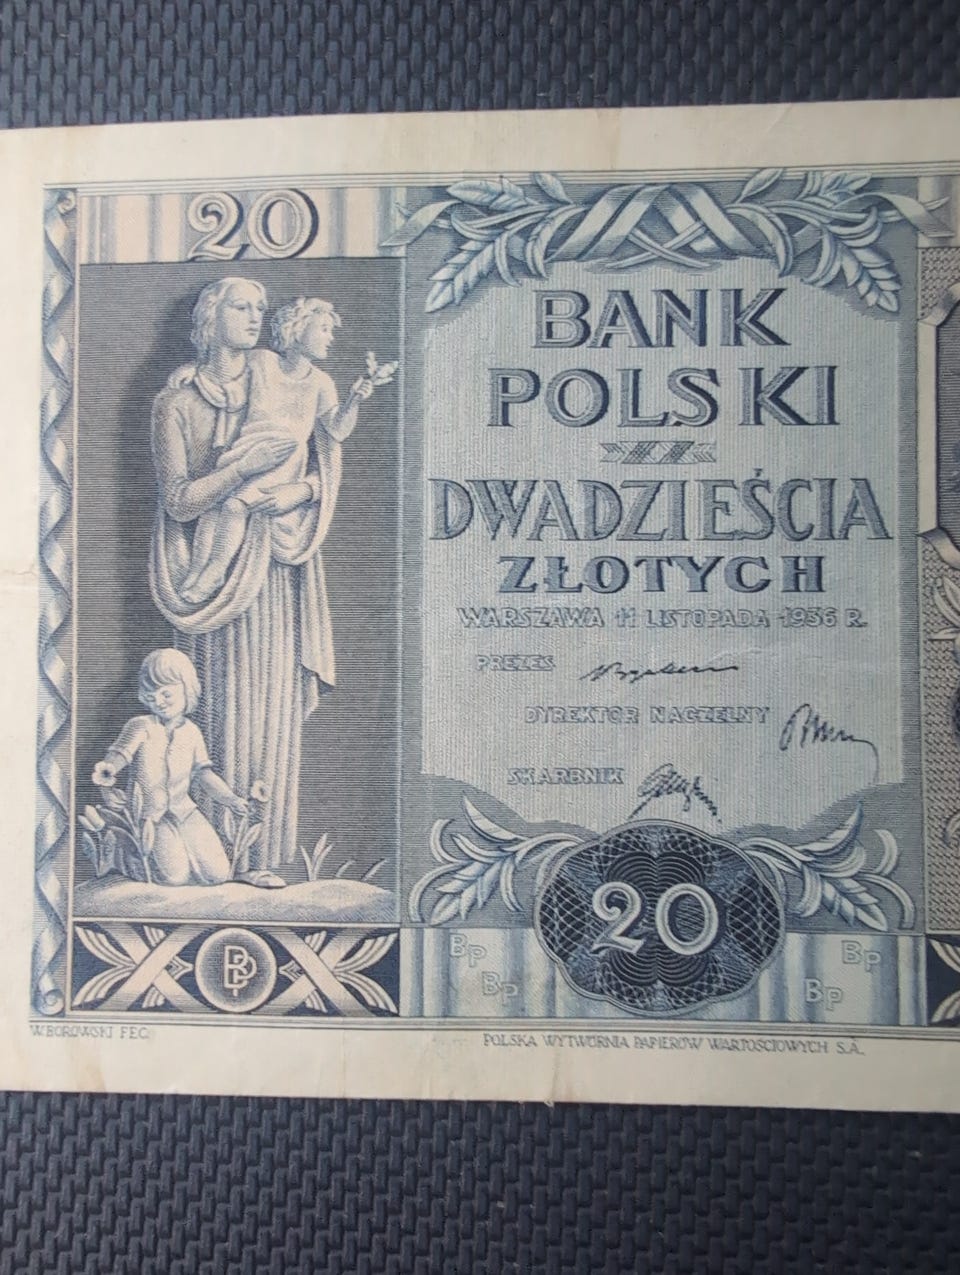 20
BANK
POLSKI
DWADZIEŚCIA
ZŁOTYCH
WARSZAWA 11 LISTOPADA 1936 R.
PREZES
DYREKTOR NACZELNY
SKARBNIK
20
BP
BP
BP
BP
BP
W. BOROWSKI FEC.
POLSKA WYTWÓRNIA PAPIERÓW WARTOŚCIOWYCH S.A.